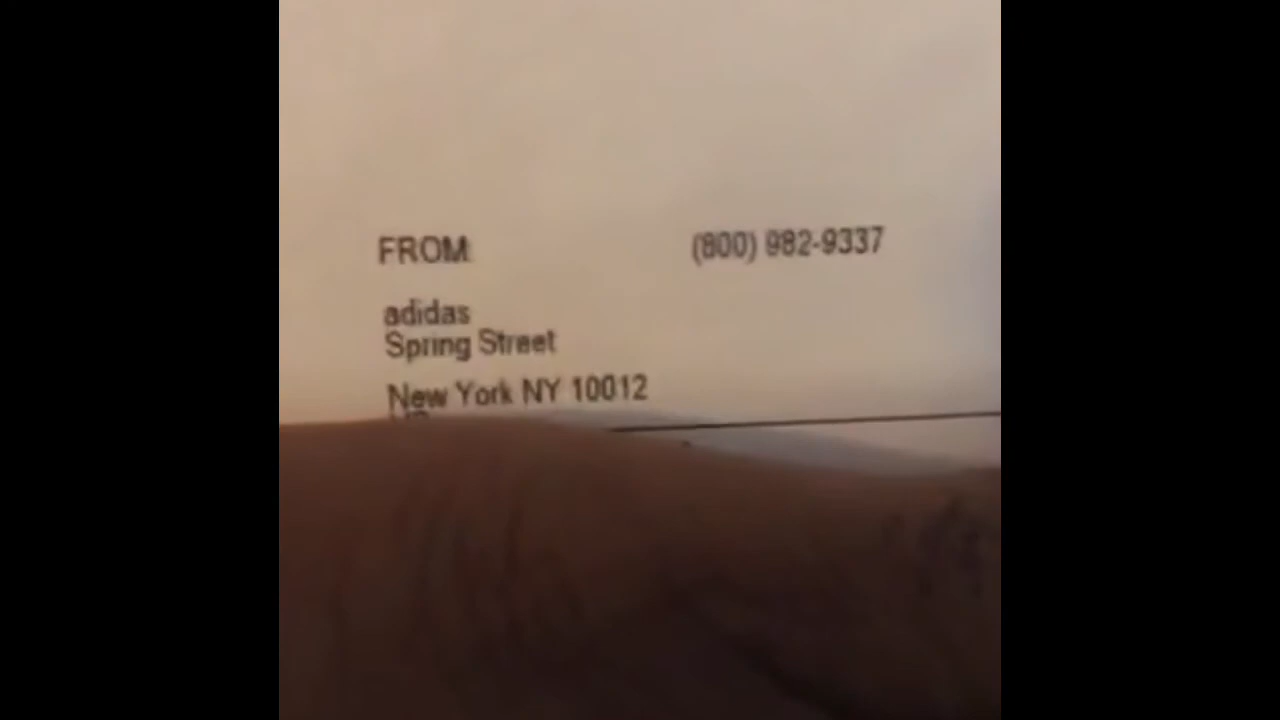 FROM: (800) 982-9337
adidas
Spring Street
New York NY 10012